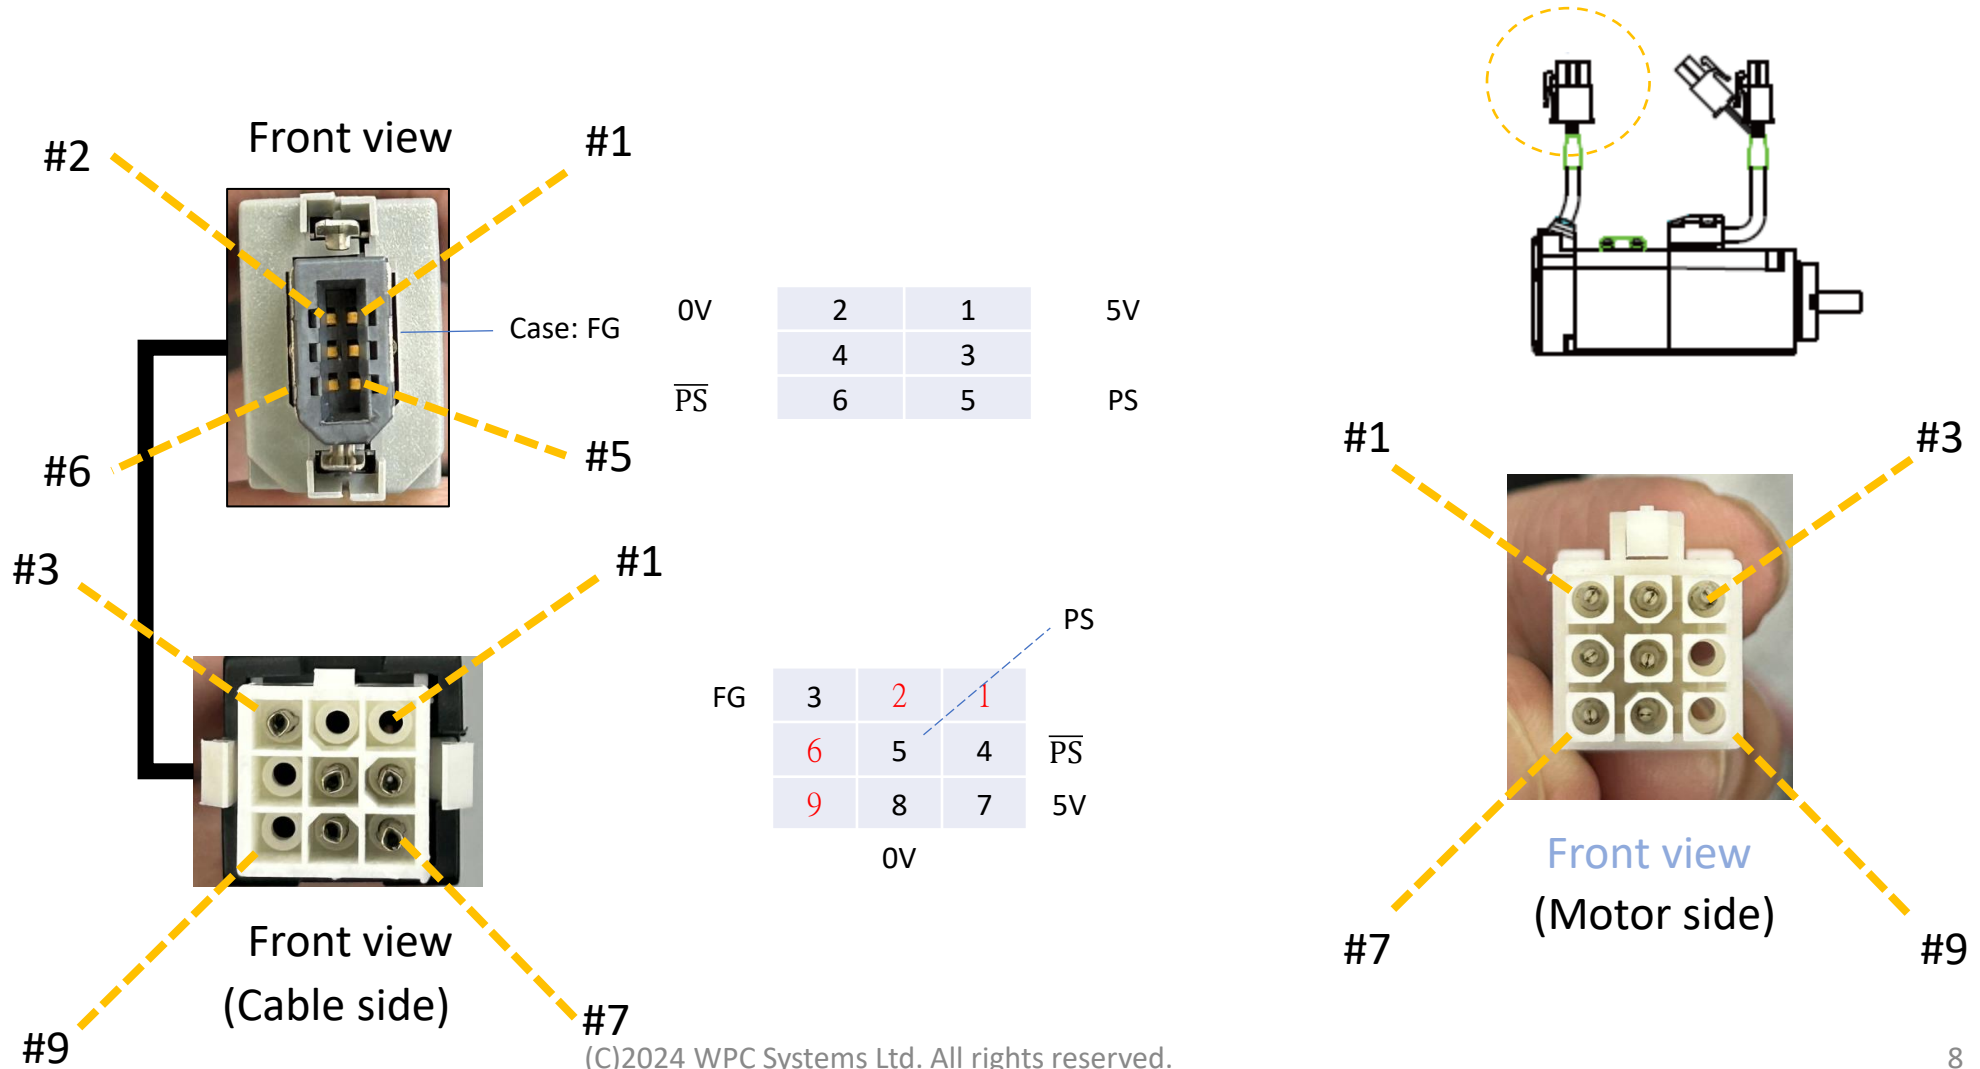 Front view
#2
#1
Case: FG
#6
#5
0V 2 1 5V
4 3
P̅S̅ 6 5 PS
#3
#1
PS
FG 3 2 1
6 5 4 P̅S̅
9 8 7 5V
0V
Front view
(Cable side)
#9
#7
#1
#3
Front view
(Motor side)
#7
#9
(C)2024 WPC Systems Ltd. All rights reserved.
8